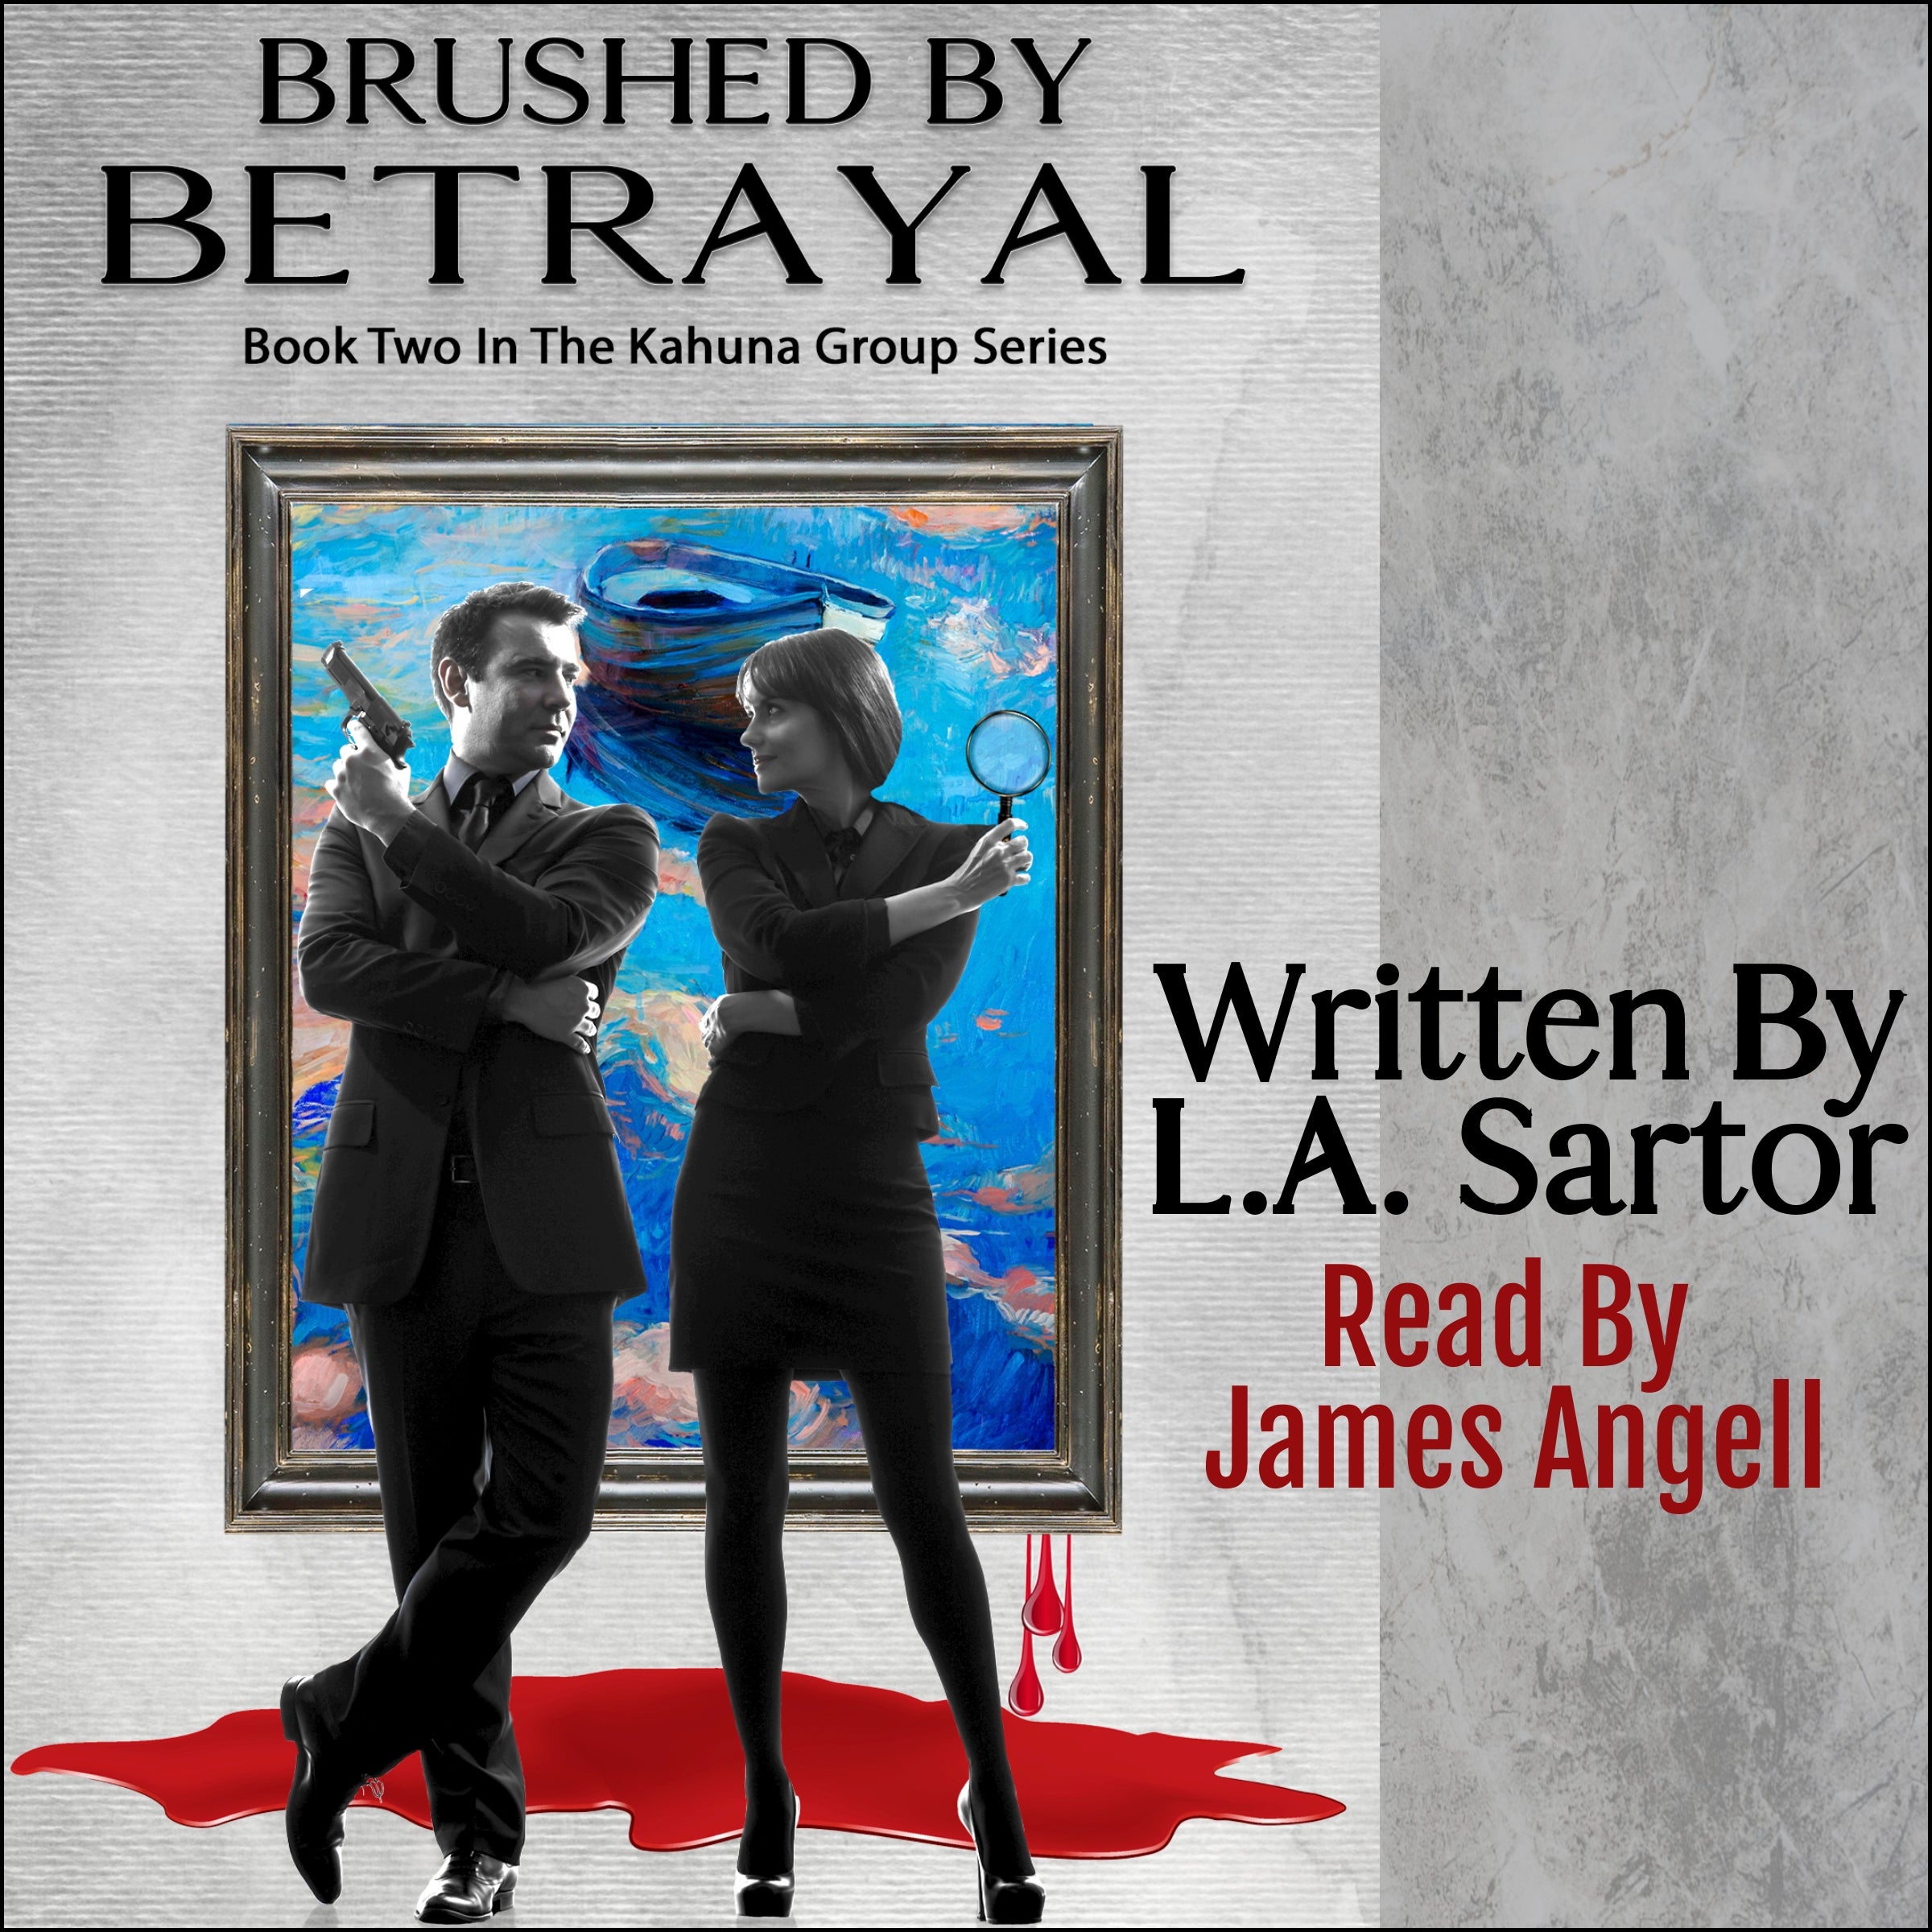 BRUSHED BY
BETRAYAL
Book Two In The Kahuna Group Series
Written By
L.A. Sartor
Read By
James Angell